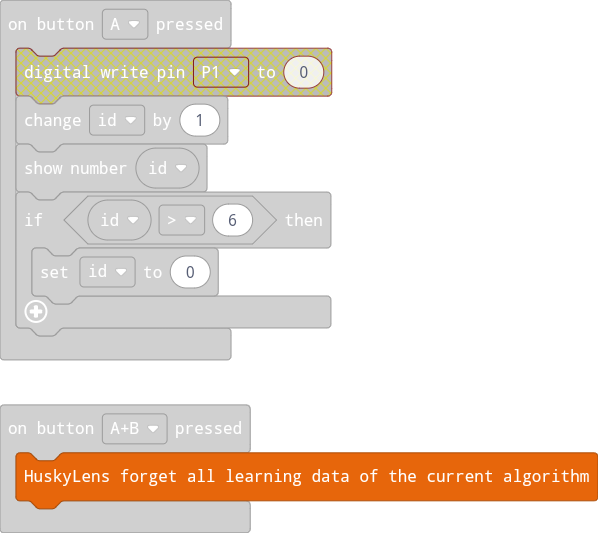 on button A pressed
digital write pin P1 to 0
change id by 1
show number id
if id > 6 then
set id to 0
on button A+B pressed
HuskyLens forget all learning data of the current algorithm